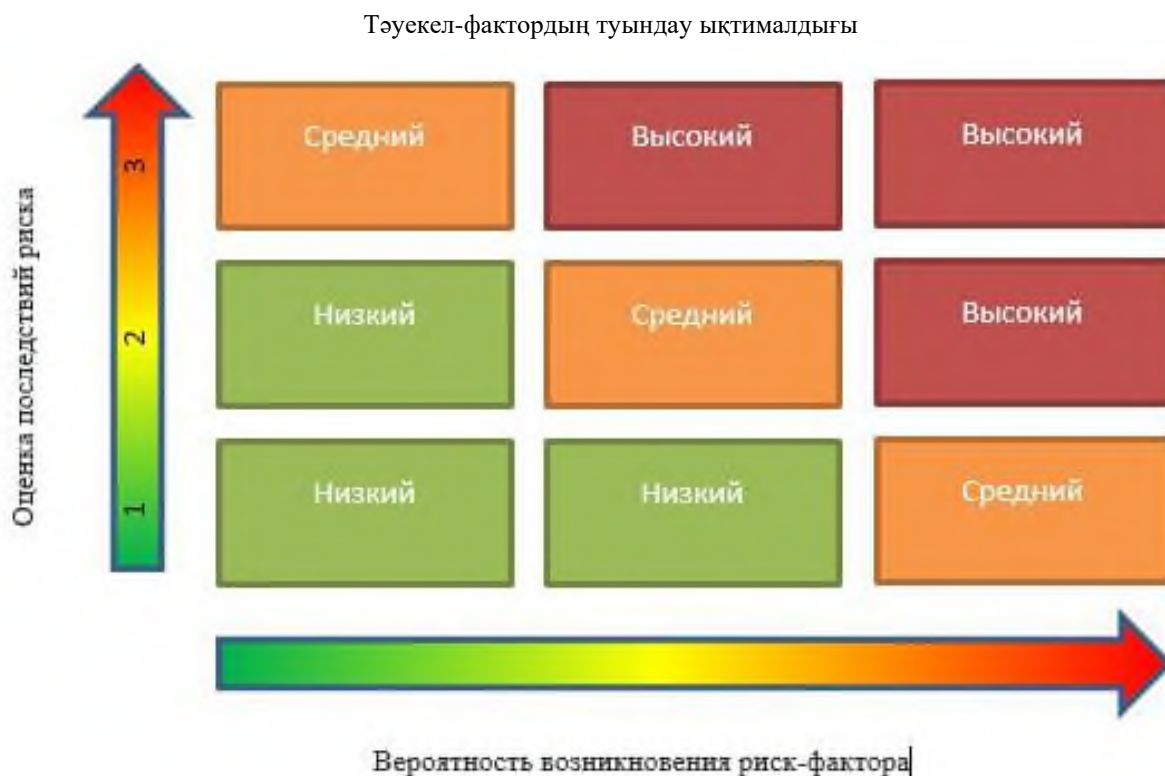 Тәуекел-фактордың туындау ықтималдығы
Оценка последствий риска
3
Средний
Высокий
Высокий
2
Низкий
Средний
Высокий
1
Низкий
Низкий
Средний
Вероятность возникновения риск-фактора